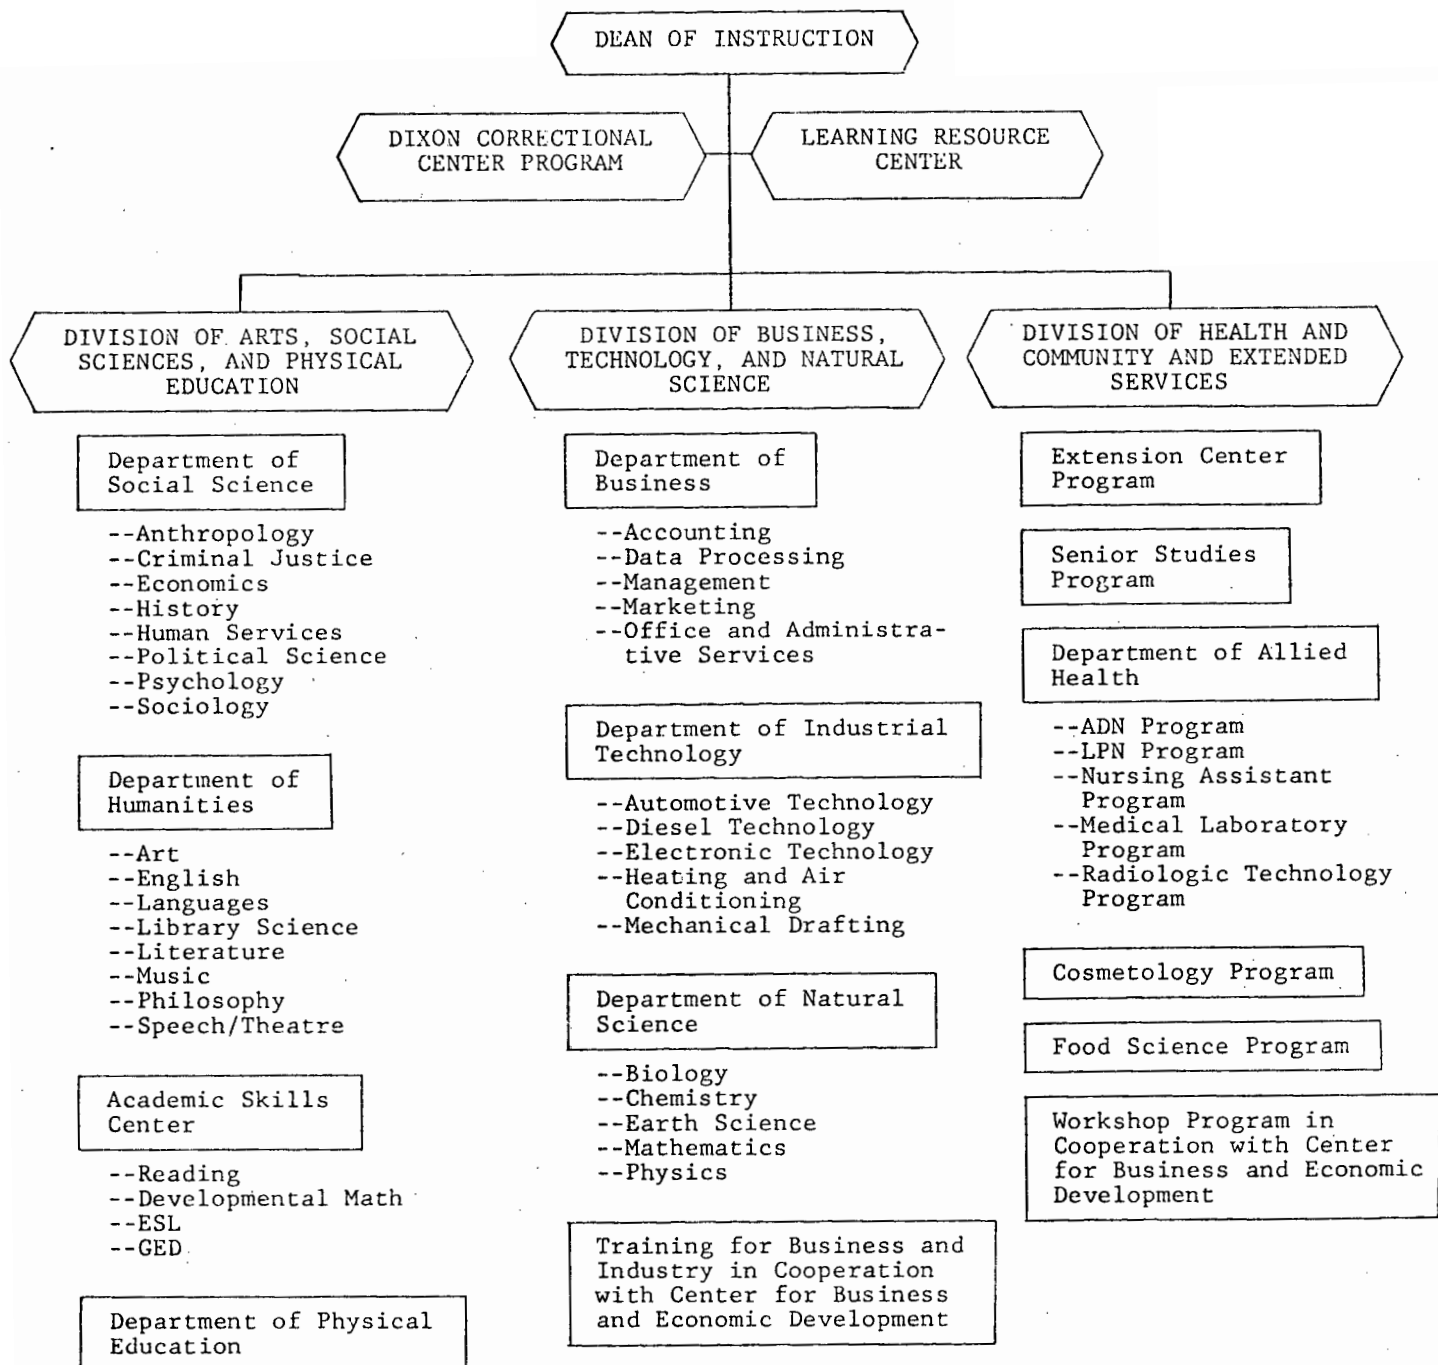 DEAN OF INSTRUCTION
DIXON CORRECTIONAL
CENTER PROGRAM
LEARNING RESOURCE
CENTER
DIVISION OF ARTS, SOCIAL
SCIENCES, AND PHYSICAL
EDUCATION
Department of
Social Science
--Anthropology
--Criminal Justice
--Economics
--History
--Human Services
--Political Science
--Psychology
--Sociology
Department of
Humanities
--Art
--English
--Languages
--Library Science
--Literature
--Music
--Philosophy
--Speech/Theatre
Academic Skills
Center
--Reading
--Developmental Math
--ESL
--GED
Department of Physical
Education
DIVISION OF BUSINESS,
TECHNOLOGY, AND NATURAL
SCIENCE
Department of
Business
--Accounting
--Data Processing
--Management
--Marketing
--Office and Administra-
tive Services
Department of Industrial
Technology
--Automotive Technology
--Diesel Technology
--Electronic Technology
--Heating and Air
Conditioning
--Mechanical Drafting
Department of Natural
Science
--Biology
--Chemistry
--Earth Science
--Mathematics
--Physics
Training for Business and
Industry in Cooperation
with Center for Business
and Economic Development
DIVISION OF HEALTH AND
COMMUNITY AND EXTENDED
SERVICES
Extension Center
Program
Senior Studies
Program
Department of Allied
Health
--ADN Program
--LPN Program
--Nursing Assistant
Program
--Medical Laboratory
Program
--Radiologic Technology
Program
Cosmetology Program
Food Science Program
Workshop Program in
Cooperation with Center
for Business and Economic
Development